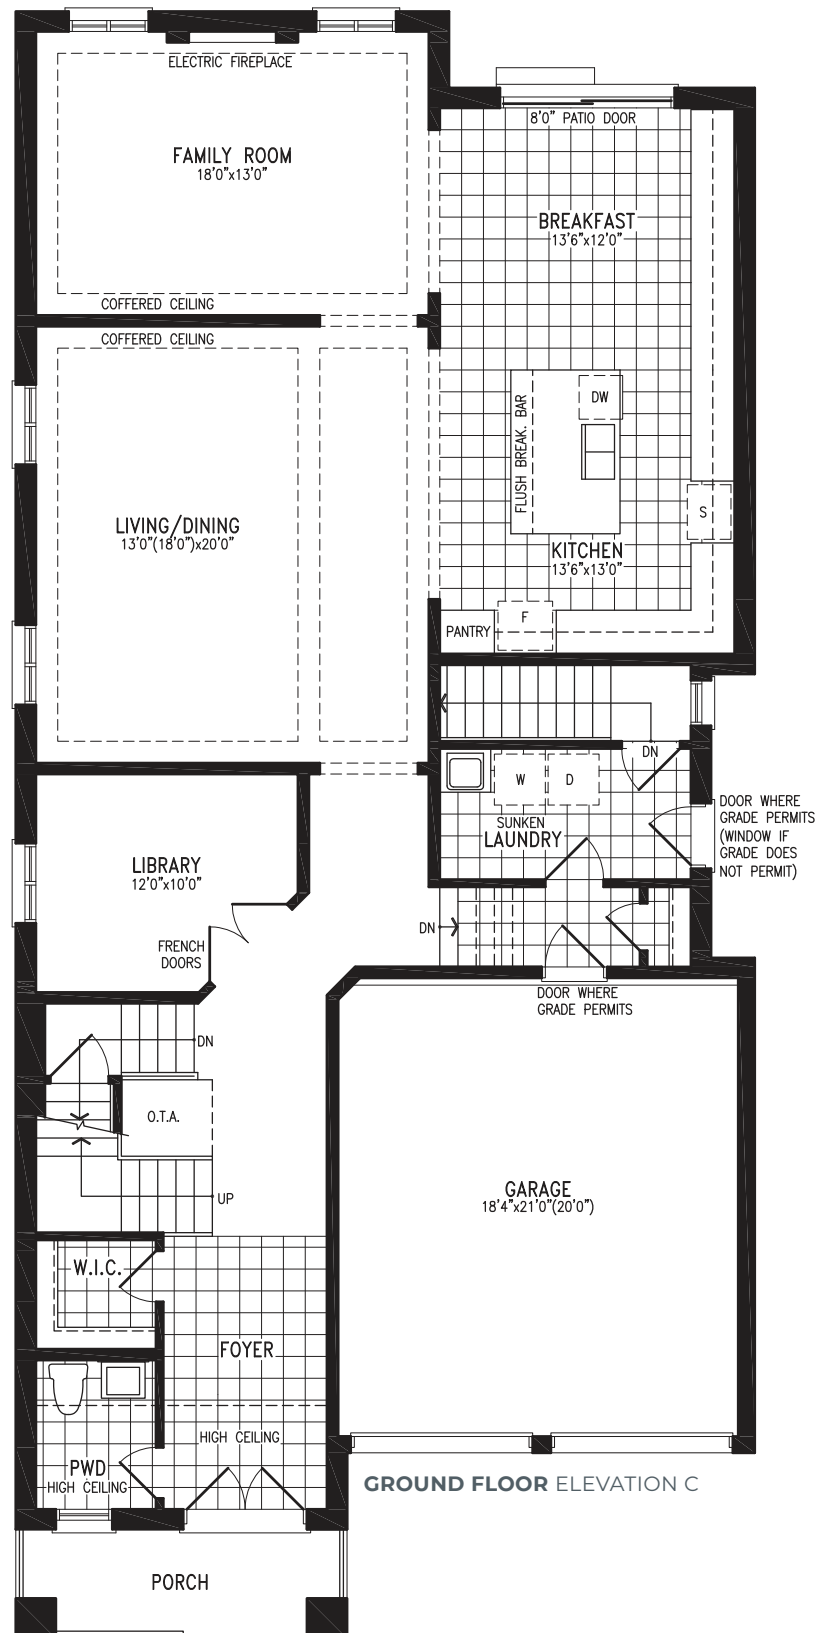 ELECTRIC FIREPLACE
FAMILY ROOM
18'0"x13'0"
COFFERED CEILING
8'0" PATIO DOOR
BREAKFAST
13'6"x12'0"
COFFERED CEILING
LIVING/DINING
13'0"(18'0")x20'0"
DW
FLUSH BREAK. BAR
S
KITCHEN
13'6"x13'0"
F
PANTRY
DN
W
D
SUNKEN
LAUNDRY
DOOR WHERE
GRADE PERMITS
(WINDOW IF
GRADE DOES
NOT PERMIT)
LIBRARY
12'0"x10'0"
FRENCH
DOORS
DN
DOOR WHERE
GRADE PERMITS
DN
O.T.A.
UP
GARAGE
18'4"x21'0"(20'0")
W.I.C.
FOYER
HIGH CEILING
PWD
HIGH CEILING
GROUND FLOOR ELEVATION C
PORCH